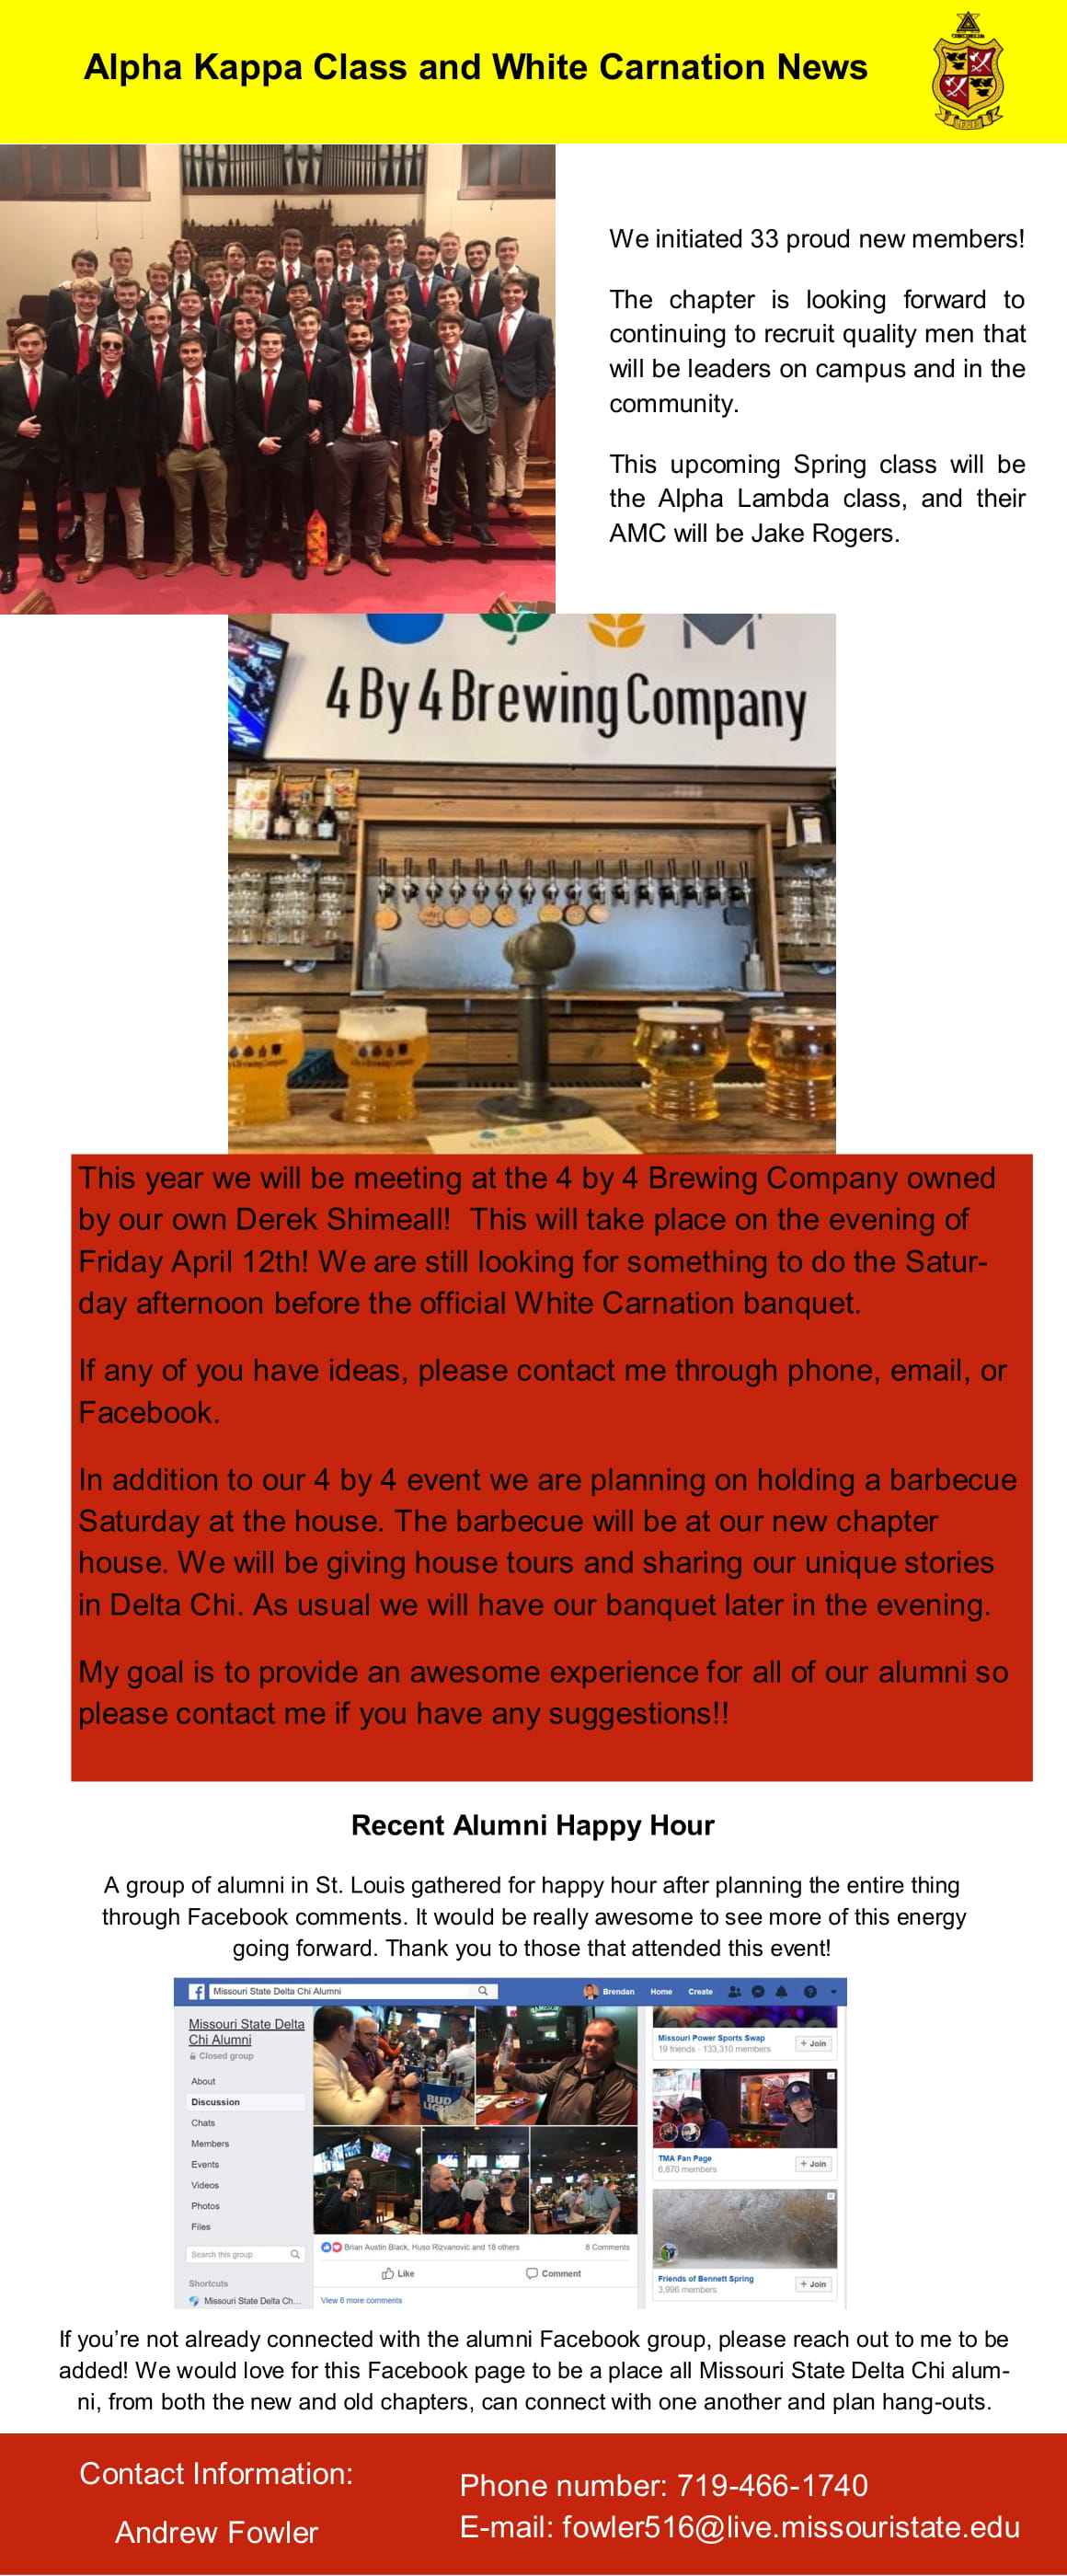 Alpha Kappa Class and White Carnation News
We initiated 33 proud new members!
The chapter is looking forward to
continuing to recruit quality men that
will be leaders on campus and in the
community.
This upcoming Spring class will be
the Alpha Lambda class, and their
AMC will be Jake Rogers.
4 By 4 Brewing Company
This year we will be meeting at the 4 by 4 Brewing Company owned
by our own Derek Shimeall!  This will take place on the evening of
Friday April 12th! We are still looking for something to do the Satur-
day afternoon before the official White Carnation banquet.
If any of you have ideas, please contact me through phone, email, or
Facebook.
In addition to our 4 by 4 event we are planning on holding a barbecue
Saturday at the house. The barbecue will be at our new chapter
house. We will be giving house tours and sharing our unique stories
in Delta Chi. As usual we will have our banquet later in the evening.
My goal is to provide an awesome experience for all of our alumni so
please contact me if you have any suggestions!!
Recent Alumni Happy Hour
A group of alumni in St. Louis gathered for happy hour after planning the entire thing
through Facebook comments. It would be really awesome to see more of this energy
going forward. Thank you to those that attended this event!
Missouri State Delta Chi Alumni
Brendan Home Create
Missouri State Delta
Chi Alumni
Closed group
About
Discussion
Chats
Members
Events
Videos
Photos
Files
Search this group
Shortcuts
Missouri State Delta Ch...
BUD
LIGHT
Brian Austin Black, Huso Rizvanović and 18 others
8 Comments
Like
Comment
View 6 more comments
Missouri Power Sports Swap
19 friends · 133,310 members
+ Join
TMA Fan Page
6,870 members
+ Join
Friends of Bennett Spring
3,996 members
+ Join
If you’re not already connected with the alumni Facebook group, please reach out to me to be
added! We would love for this Facebook page to be a place all Missouri State Delta Chi alum-
ni, from both the new and old chapters, can connect with one another and plan hang-outs.
Contact Information:
Andrew Fowler
Phone number: 719-466-1740
E-mail: fowler516@live.missouristate.edu